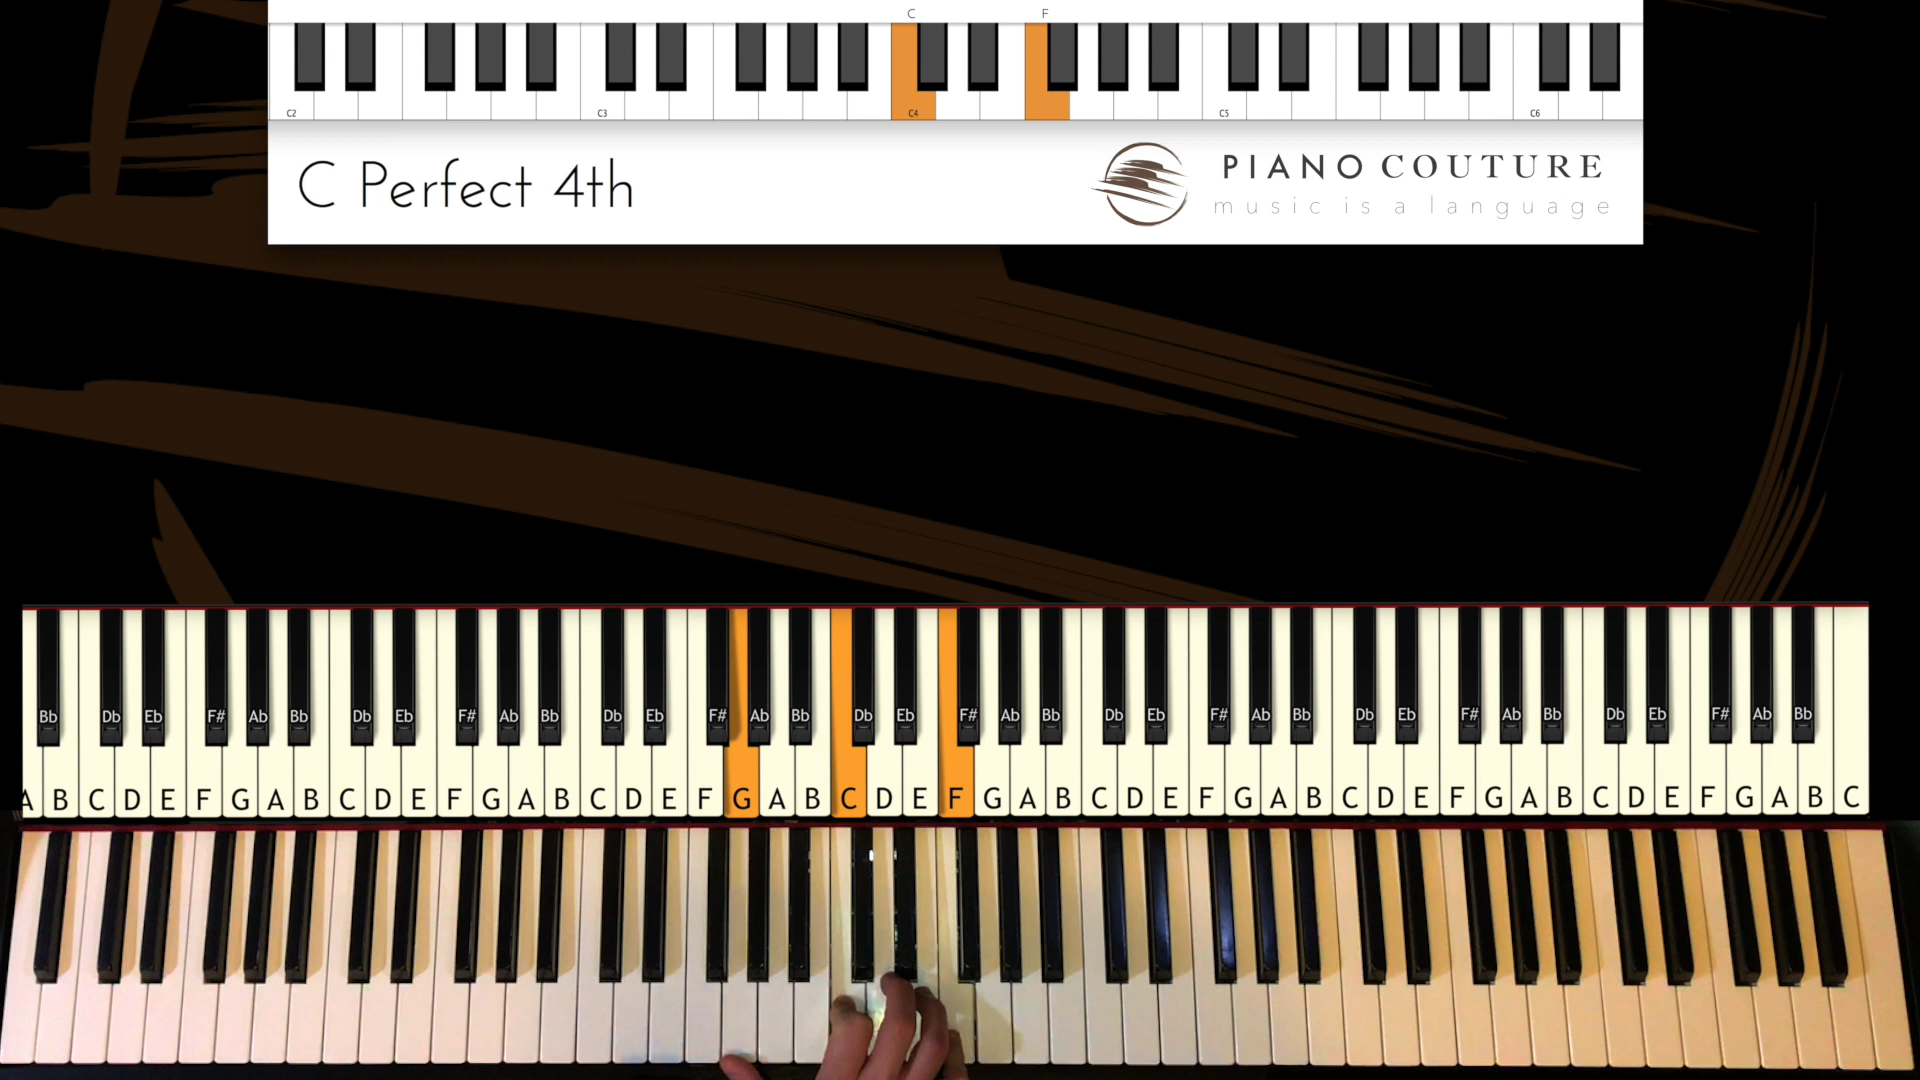 C F
C2 C3 C4 C5 C6
C Perfect 4th
PIANO COUTURE
music is a language
Bb Db Eb F# Ab Bb Db Eb F# Ab Bb Db Eb F# Ab Bb Db Eb F# Ab Bb Db Eb F# Ab Bb Db Eb F# Ab Bb Db Eb F# Ab Bb
A B C D E F G A B C D E F G A B C D E F G A B C D E F G A B C D E F G A B C D E F G A B C D E F G A B C